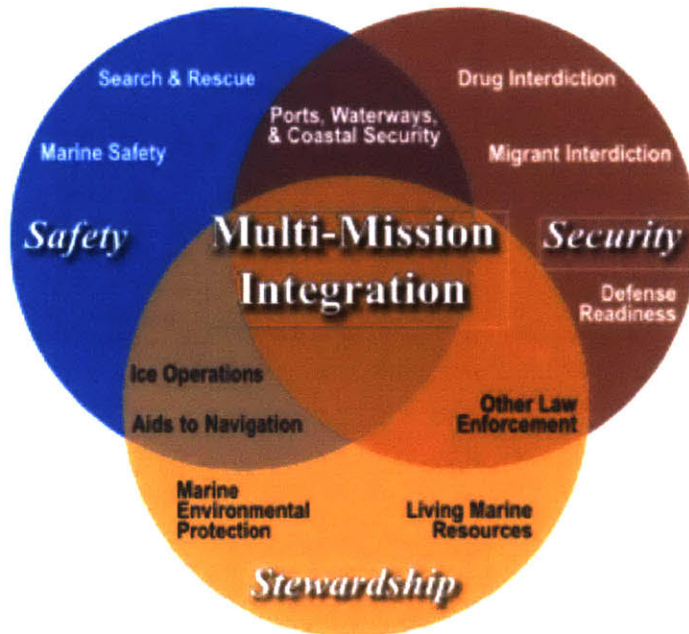 Search & Rescue
Drug Interdiction
Ports, Waterways,
& Coastal Security
Marine Safety
Migrant Interdiction
Safety
Multi-Mission
Integration
Security
Defense
Readiness
Ice Operations
Aids to Navigation
Other Law
Enforcement
Marine
Environmental
Protection
Living Marine
Resources
Stewardship